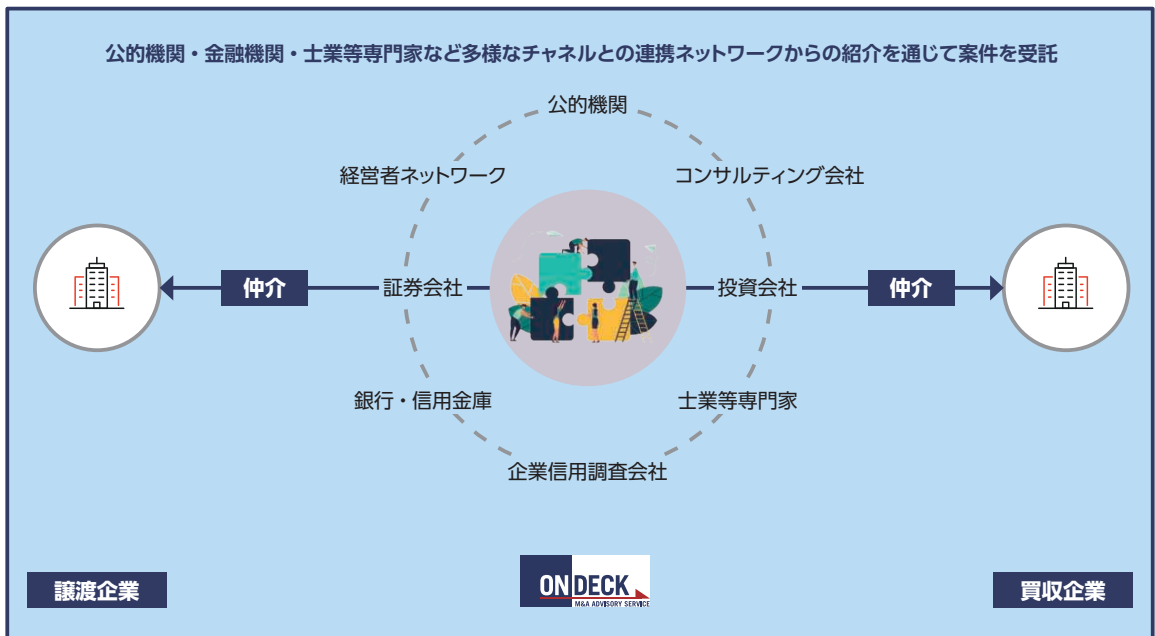 公的機関・金融機関・士業等専門家など多様なチャネルとの連携ネットワークからの紹介を通じて案件を受託
公的機関
経営者ネットワーク
コンサルティング会社
仲介
証券会社
投資会社
仲介
銀行・信用金庫
士業等専門家
企業信用調査会社
譲渡企業
ON DECK
M&A ADVISORY SERVICE
買収企業